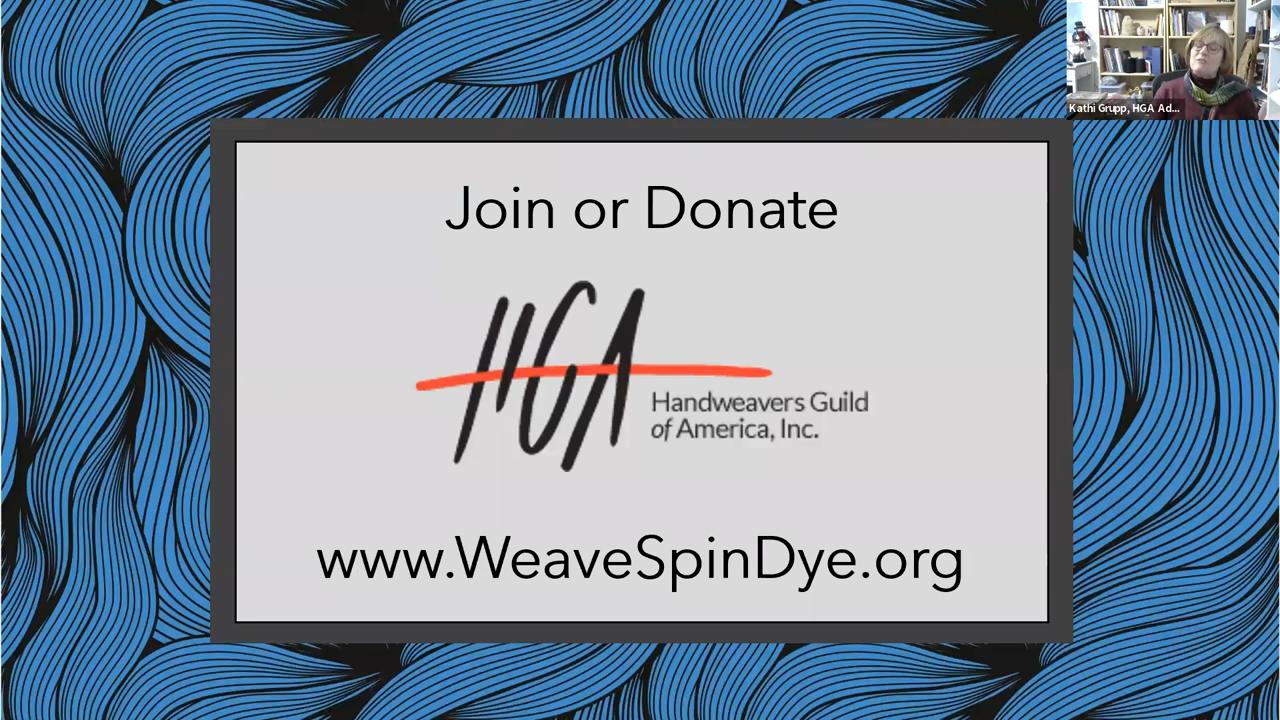 Kathi Grupp, HGA Ad...
Join or Donate
HGA
Handweavers Guild
of America, Inc.
www.WeaveSpinDye.org